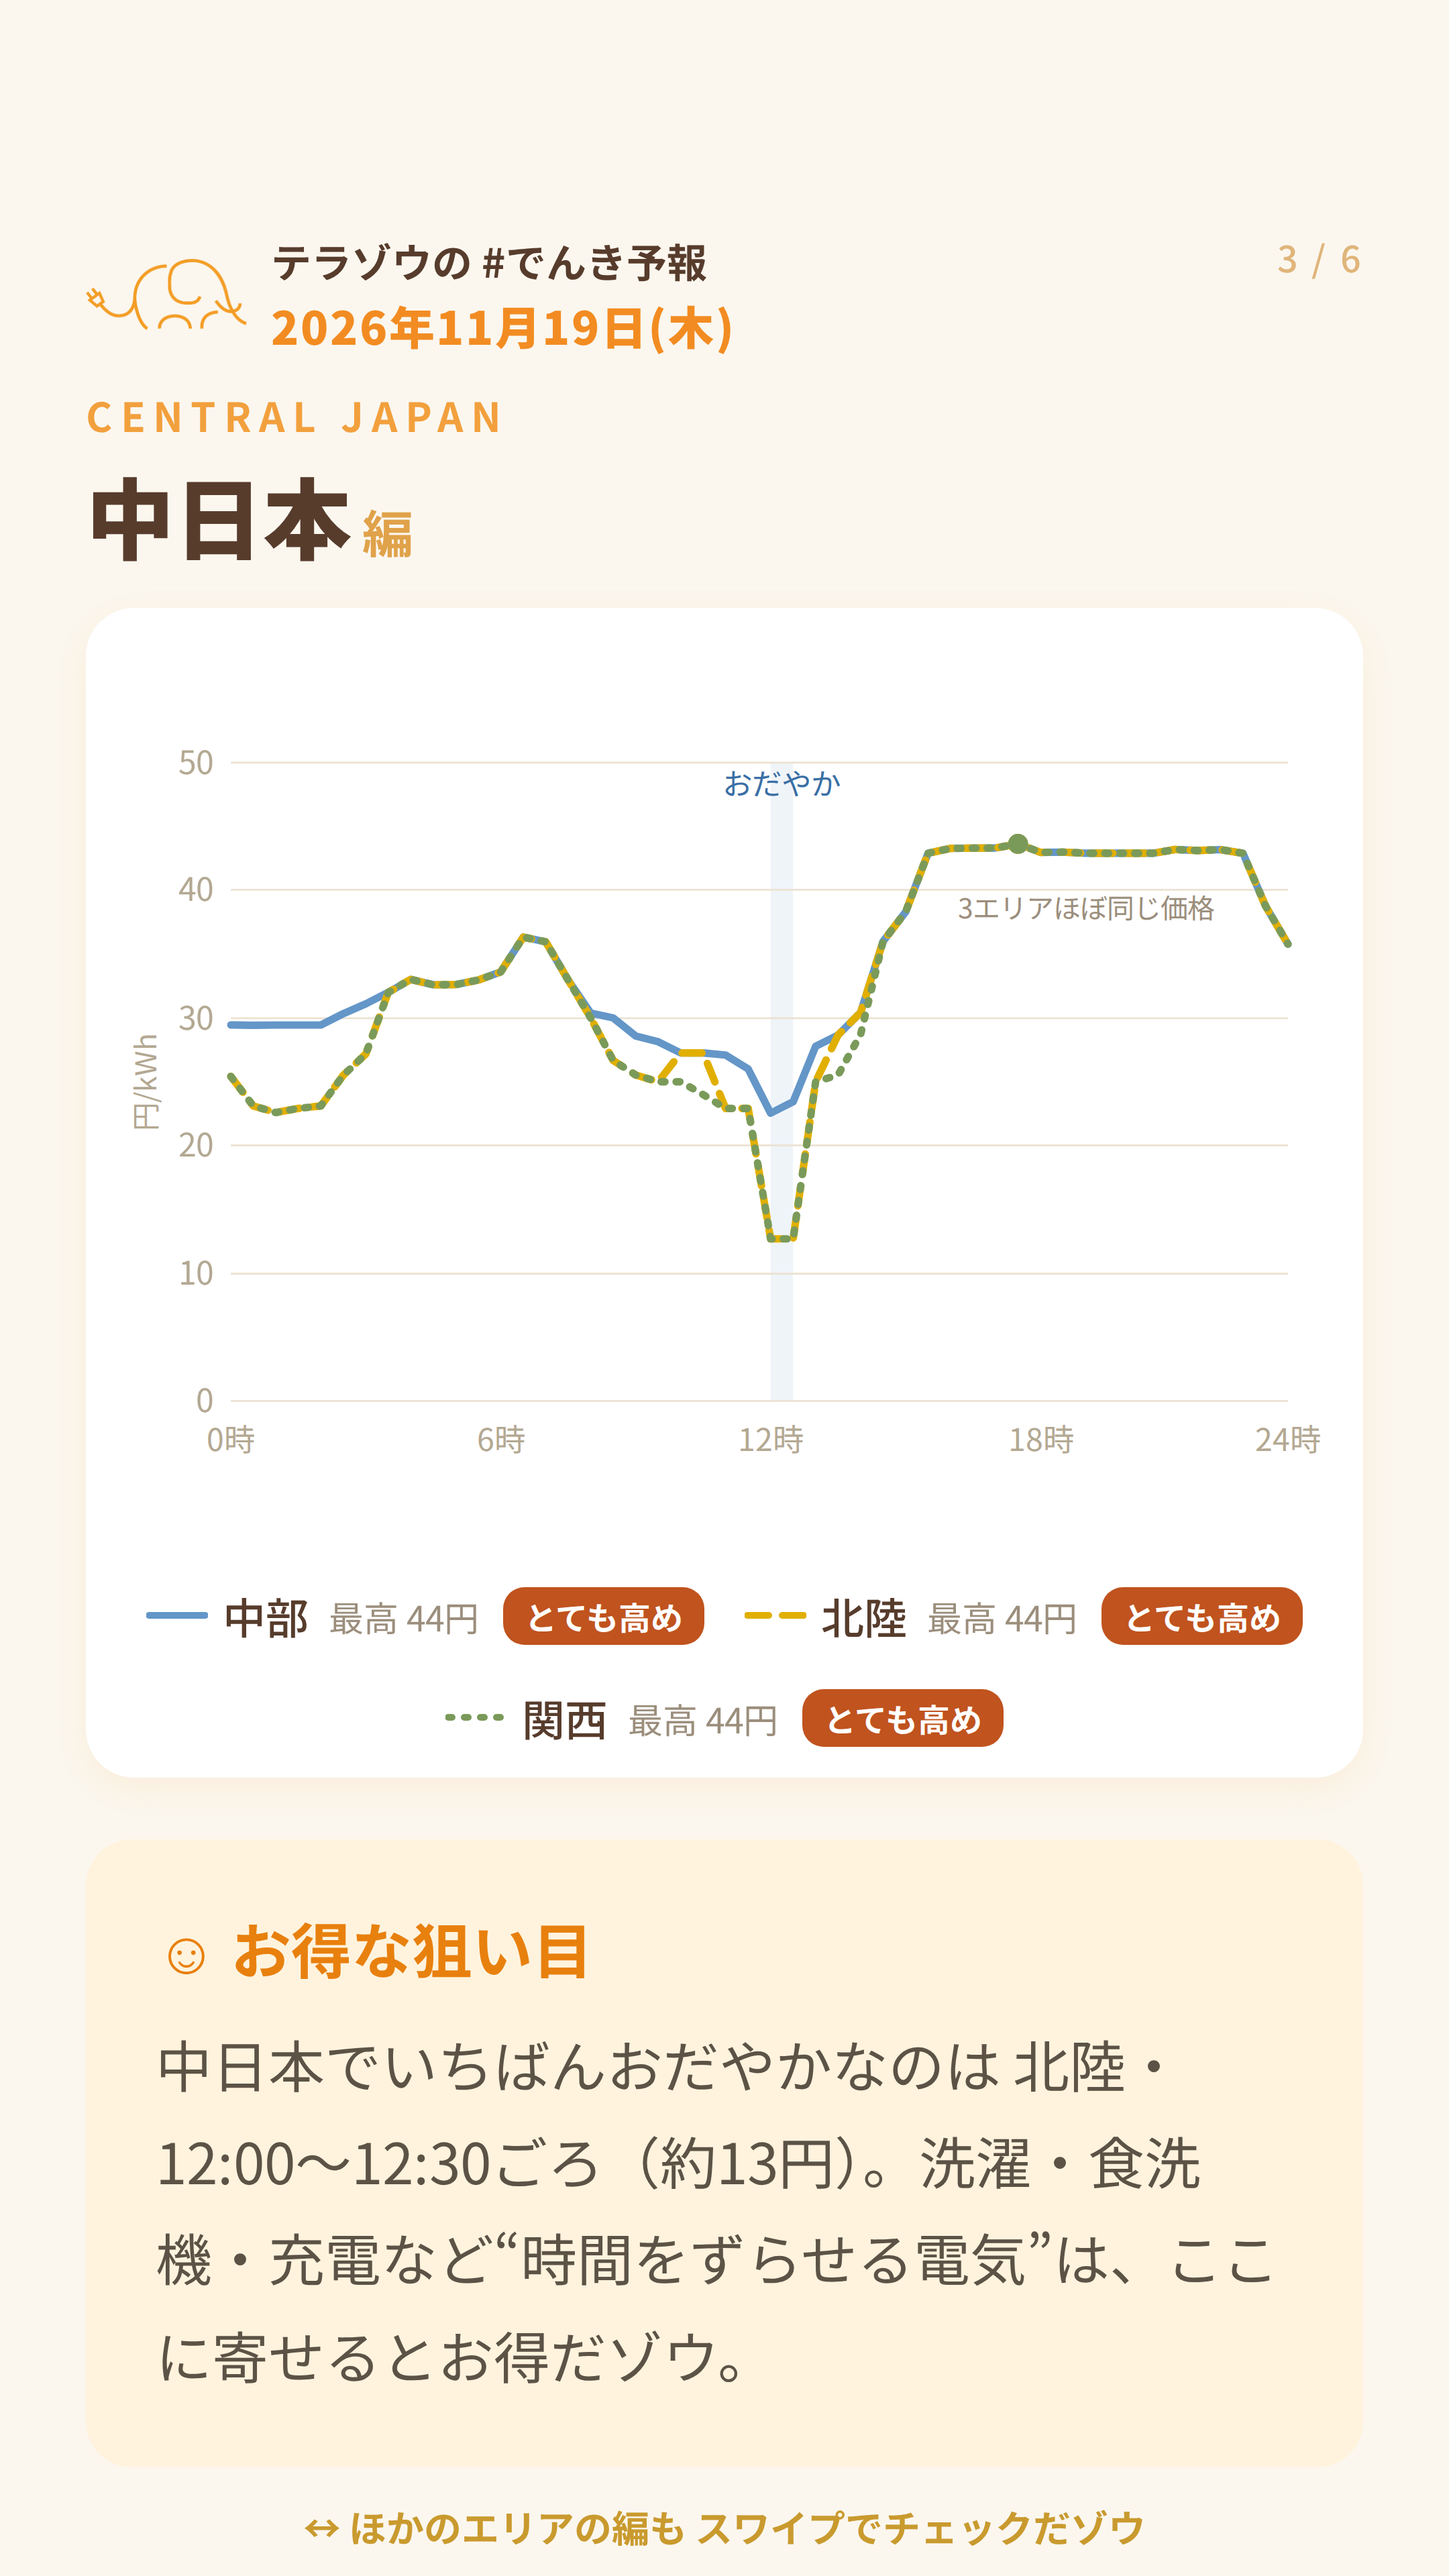 テラゾウの #でんき予報
2026年11月19日(木)
3 / 6
CENTRAL JAPAN
中日本 編
50
おだやか
40
3エリアほぼ同じ価格
30
円/kWh
20
10
0
0時 6時 12時 18時 24時
中部 最高 44円 とても高め 北陸 最高 44円 とても高め
関西 最高 44円 とても高め
☺ お得な狙い目
中日本でいちばんおだやかなのは 北陸・
12:00〜12:30ごろ（約13円）。洗濯・食洗
機・充電など“時間をずらせる電気”は、ここ
に寄せるとお得だゾウ。
↔ ほかのエリアの編も スワイプでチェックだゾウ